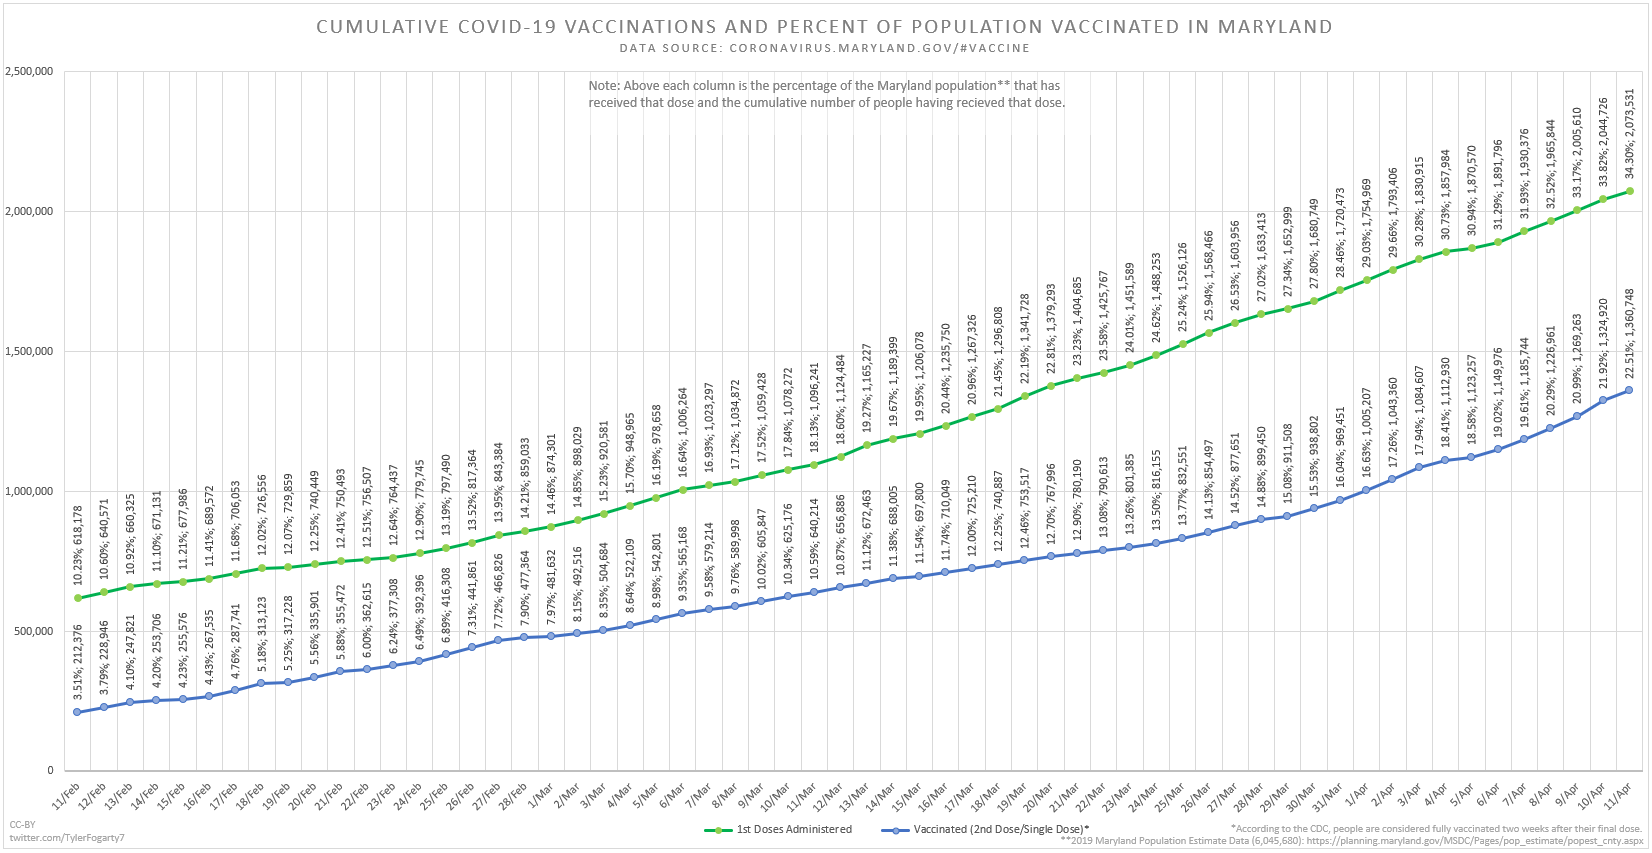 CUMULATIVE COVID-19 VACCINATIONS AND PERCENT OF POPULATION VACCINATED IN MARYLAND
DATA SOURCE: CORONAVIRUS.MARYLAND.GOV/#VACCINE
Note: Above each column is the percentage of the Maryland population** that has
received that dose and the cumulative number of people having recieved that dose.
2,500,000
2,000,000
1,500,000
1,000,000
500,000
0
10.23%; 618,178
10.60%; 640,571
10.92%; 660,325
11.10%; 671,131
11.21%; 677,986
11.41%; 689,572
11.68%; 706,053
12.02%; 726,556
12.07%; 729,859
12.25%; 740,449
12.41%; 750,493
12.51%; 756,507
12.64%; 764,437
12.90%; 779,745
13.19%; 797,490
13.52%; 817,364
13.95%; 843,384
14.21%; 859,033
14.46%; 874,301
14.85%; 898,029
15.23%; 920,581
15.70%; 948,965
16.19%; 978,658
16.64%; 1,006,264
16.93%; 1,023,297
17.12%; 1,034,872
17.52%; 1,059,428
17.84%; 1,078,272
18.13%; 1,096,241
18.60%; 1,124,484
19.27%; 1,165,227
19.67%; 1,189,399
19.95%; 1,206,078
20.44%; 1,235,750
20.96%; 1,267,326
21.45%; 1,296,808
22.19%; 1,341,728
22.81%; 1,379,293
23.23%; 1,404,685
23.58%; 1,425,767
24.01%; 1,451,589
24.62%; 1,488,253
25.24%; 1,526,126
25.94%; 1,568,466
26.53%; 1,603,956
27.02%; 1,633,413
27.34%; 1,652,999
27.80%; 1,680,749
28.46%; 1,720,473
29.03%; 1,754,969
29.66%; 1,793,406
30.28%; 1,830,915
30.73%; 1,857,984
30.94%; 1,870,570
31.29%; 1,891,796
31.93%; 1,930,376
32.52%; 1,965,844
33.17%; 2,005,610
33.82%; 2,044,726
34.30%; 2,073,531
3.51%; 212,376
3.79%; 228,946
4.10%; 247,821
4.20%; 253,706
4.23%; 255,576
4.43%; 267,535
4.76%; 287,741
5.18%; 313,123
5.25%; 317,228
5.56%; 335,901
5.88%; 355,472
6.00%; 362,615
6.24%; 377,308
6.49%; 392,396
6.89%; 416,308
7.31%; 441,861
7.72%; 466,826
7.90%; 477,364
7.97%; 481,632
8.15%; 492,516
8.35%; 504,684
8.64%; 522,109
8.98%; 542,801
9.35%; 565,168
9.58%; 579,214
9.76%; 589,998
10.02%; 605,847
10.34%; 625,176
10.59%; 640,214
10.87%; 656,886
11.12%; 672,463
11.38%; 688,005
11.54%; 697,800
11.74%; 710,049
12.00%; 725,210
12.25%; 740,887
12.46%; 753,517
12.70%; 767,996
12.90%; 780,190
13.08%; 790,613
13.26%; 801,385
13.50%; 816,155
13.77%; 832,551
14.13%; 854,497
14.52%; 877,651
14.88%; 899,450
15.08%; 911,508
15.53%; 938,802
16.04%; 969,451
16.63%; 1,005,207
17.26%; 1,043,360
17.94%; 1,084,607
18.41%; 1,112,930
18.58%; 1,123,257
19.02%; 1,149,976
19.61%; 1,185,744
20.29%; 1,226,961
20.99%; 1,269,263
21.92%; 1,324,920
22.51%; 1,360,748
11/Feb
12/Feb
13/Feb
14/Feb
15/Feb
16/Feb
17/Feb
18/Feb
19/Feb
20/Feb
21/Feb
22/Feb
23/Feb
24/Feb
25/Feb
26/Feb
27/Feb
28/Feb
1/Mar
2/Mar
3/Mar
4/Mar
5/Mar
6/Mar
7/Mar
8/Mar
9/Mar
10/Mar
11/Mar
12/Mar
13/Mar
14/Mar
15/Mar
16/Mar
17/Mar
18/Mar
19/Mar
20/Mar
21/Mar
22/Mar
23/Mar
24/Mar
25/Mar
26/Mar
27/Mar
28/Mar
29/Mar
30/Mar
31/Mar
1/Apr
2/Apr
3/Apr
4/Apr
5/Apr
6/Apr
7/Apr
8/Apr
9/Apr
10/Apr
11/Apr
CC-BY
twitter.com/TylerFogarty7
1st Doses Administered
Vaccinated (2nd Dose/Single Dose)*
*According to the CDC, people are considered fully vaccinated two weeks after their final dose.
**2019 Maryland Population Estimate Data (6,045,680): https://planning.maryland.gov/MSDC/Pages/pop_estimate/popest_cnty.aspx